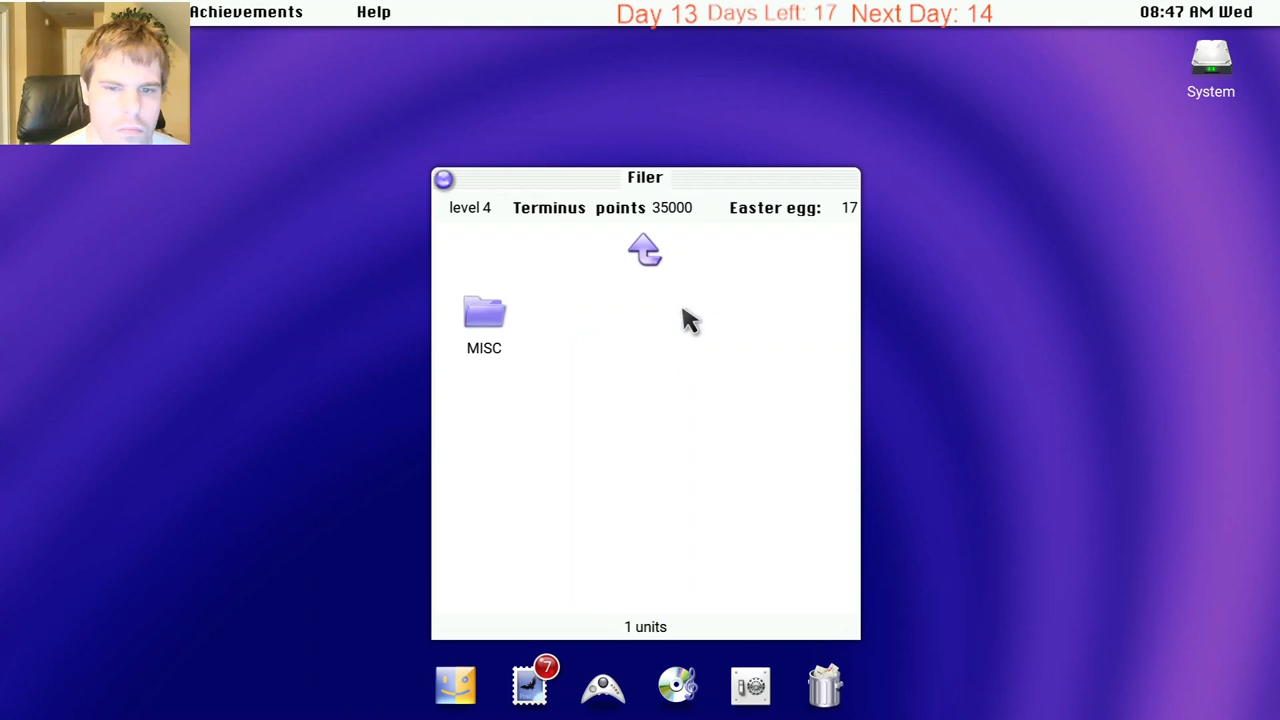 Achievements Help Day 13 Days Left: 17 Next Day: 14 08:47 AM Wed
System
Filer
level 4 Terminus points 35000 Easter egg: 17
MISC
1 units
7